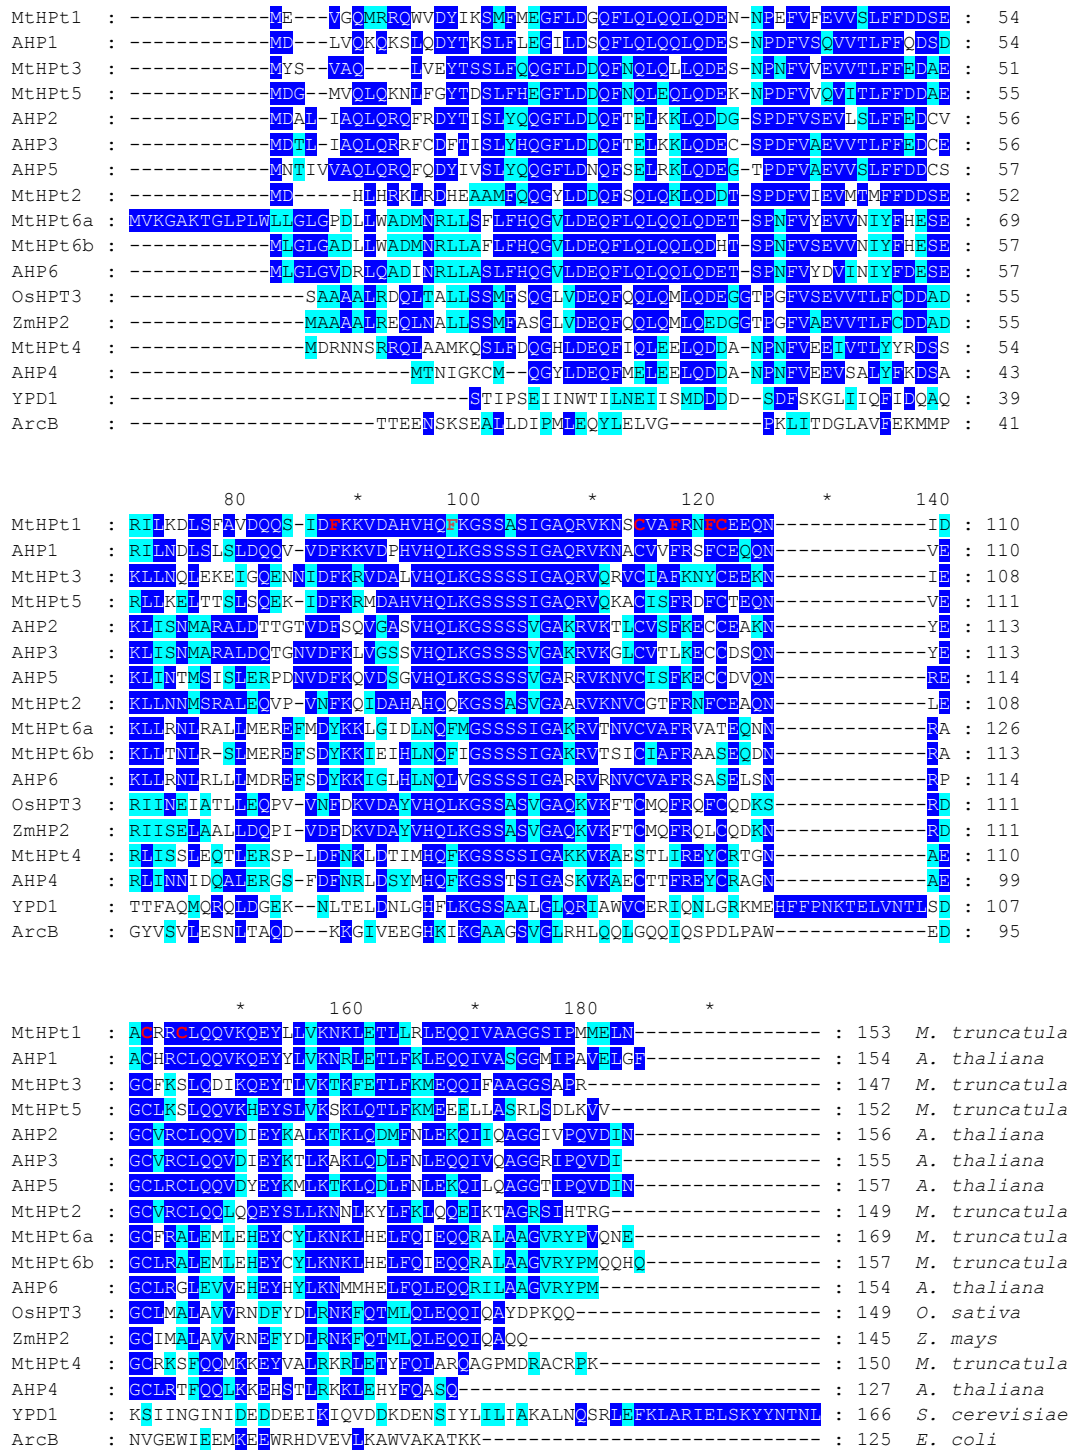 MtHPt1 : ------------ME---VGQMRRQWVDYIKSMFMEGFLDGQFLQLQQLQDEN-NPEFVFEVVSLFFDDSE : 54
AHP1 : ------------MD---LVQKQKSLQDYTKSLFLEGILDSQFLQLQQLQDES-NPDFVSQVVTLFFQDSD : 54
MtHPt3 : ------------MYS--VAQ----LVEYTSSLFQQGFLDDQFNQLQLLQDES-NPNFVVEVVTLFFEDAE : 51
MtHPt5 : ------------MDG--MVQLQKNLFGYTDSLFHEGFLDDQFNQLEQLQDEK-NPDFVVQVITLFFDDAE : 55
AHP2 : ------------MDAL-IAQLQRQFRDYTISLYQQGFLDDQFTELKKLQDDG-SPDFVSEVLSLFFEDCV : 56
AHP3 : ------------MDTL-IAQLQRRFCDFTISLYHQGFLDDQFTELKKLQDEC-SPDFVAEVVTLFFEDCE : 56
AHP5 : ------------MNTIVVAQLQRQFQDYIVSLYQQGFLDNQFSELRKLQDEG-TPDFVAEVVSLFFDDCS : 57
MtHPt2 : ------------MD-----HLHRKLRDHEAAMFQQGYLDDQFSQLQKLQDDT-SPDFVIEVMTMFFDDSE : 52
MtHPt6a : MVKGAKTGLPLWLLGLGPDLLWADMNRLLSFLFHQGVLDEQFLQLQQLQDET-SPNFVYEVVNIYFHESE : 69
MtHPt6b : ------------MLGLGADLLWADMNRLLAFLFHQGVLDEQFLQLQQLQDHT-SPNFVSEVVNIYFHESE : 57
AHP6 : ------------MLGLGVDRLQADINRLLASLFHQGVLDEQFLQLQQLQDET-SPNFVYDVINIYFDESE : 57
OsHPT3 : ---------------SAAAALRDQLTALLSSMFSQGLVDEQFQQLQMLQDEGGTPGFVSEVVTLFCDDAD : 55
ZmHP2 : ---------------MAAAALREQLNALLSSMFASGLVDEQFQQLQMLQEDGGTPGFVAEVVTLFCDDAD : 55
MtHPt4 : ---------------MDRNNSRRQLAAMKQSLFDQGHLDEQFIQLEELQDDA-NPNFVEEIVTLYYRDSS : 54
AHP4 : ------------------------MTNIGKCM--QGYLDEQFMELEELQDDA-NPNFVEEVSALYFKDSA : 43
YPD1 : -----------------------------STIPSEIINWTILNEIISMDDDD--SDFSKGLIIQFIDQAQ : 39
ArcB : ---------------------TTEENSKSEALLDIPMLEQYLELVG--------PKLITDGLAVFEKMMP : 41
80 * 100 * 120 * 140
MtHPt1 : RILKDLSFAVDQQS-IDFKKVDAHVHQFKGSSASIGAQRVKNSCVAFRNFCEEQN-------------ID : 110
AHP1 : RILNDLSLSLDQQV-VDFKKVDPHVHQLKGSSSSIGAQRVKNACVVFRSFCEQQN-------------VE : 110
MtHPt3 : KLLNQLEKEIGQENNIDFKRVDALVHQLKGSSSSIGAQRVQRVCIAFKNYCEEKN-------------IE : 108
MtHPt5 : RLLKELTTSLSQEK-IDFKRMDAHVHQLKGSSSSIGAQRVQKACISFRDFCTEQN-------------VE : 111
AHP2 : KLISNMARALDTTGTVDFSQVGASVHQLKGSSSSVGAKRVKTLCVSFKECCEAKN-------------YE : 113
AHP3 : KLISNMARALDQTGNVDFKLVGSSVHQLKGSSSSVGAKRVKGLCVTLKECCDSQN-------------YE : 113
AHP5 : KLINTMSISLERPDNVDFKQVDSGVHQLKGSSSSVGARRVKNVCISFKECCDVQN-------------RE : 114
MtHPt2 : KLLNNMSRALEQVP-VNFKQIDAHAHQQKGSSASVGAARVKNVCGTFRNFCEAQN-------------LE : 108
MtHPt6a : KLLRNLRALLMEREFMDYKKLGIDLNQFMGSSSSIGAKRVTNVCVAFRVATEQNN-------------RA : 126
MtHPt6b : KLLTNLR-SLMEREFSDYKKIEIHLNQFIGSSSSIGAKRVTSICIAFRAASEQDN-------------RA : 113
AHP6 : KLLRNLRLLLMDREFSDYKKIGLHLNQLVGSSSSIGARRVRNVCVAFRSASELSN-------------RP : 114
OsHPT3 : RIINEIATLLEQPV-VNFDKVDAYVHQLKGSSASVGAQKVKFTCMQFRQFCQDKS-------------RD : 111
ZmHP2 : RIISELAALLDQPI-VDFDKVDAYVHQLKGSSASVGAQKVKFTCMQFRQLCQDKN-------------RD : 111
MtHPt4 : RLISSLEQTLERSP-LDFNKLDTIMHQFKGSSSSIGAKKVKAESTLIREYCRTGN-------------AE : 110
AHP4 : RLINNIDQALERGS-FDFNRLDSYMHQFKGSSTSIGASKVKAECTTFREYCRAGN-------------AE : 99
YPD1 : TTFAQMQRQLDGEK--NLTELDNLGHFLKGSSAALGLQRIAWVCERIQNLGRKMEHFFPNKTELVNTLSD : 107
ArcB : GYVSVLESNLTAQD---KKGIVEEGHKIKGAAGSVGLRHLQQLGQQIQSPDLPAW-------------ED : 95
* 160 * 180 *
MtHPt1 : ACRRCLQQVKQEYLLVKNKLETLLRLEQQIVAAGGSIPMMELN---------------- : 153 M. truncatula
AHP1 : ACHRCLQQVKQEYYLVKNRLETLFKLEQQIVASGGMIPAVELGF--------------- : 154 A. thaliana
MtHPt3 : GCFKSLQDIKQEYTLVKTKFETLFKMEQQIFAAGGSAPR-------------------- : 147 M. truncatula
MtHPt5 : GCLKSLQQVKHEYSLVKSKLQTLFKMEEELLASRLSDLKVV------------------ : 152 M. truncatula
AHP2 : GCVRCLQQVDIEYKALKTKLQDMFNLEKQIIQAGGIVPQVDIN---------------- : 156 A. thaliana
AHP3 : GCVRCLQQVDIEYKTLKAKLQDLFNLEQQIVQAGGRIPQVDI----------------- : 155 A. thaliana
AHP5 : GCLRCLQQVDYEYKMLKTKLQDLFNLEKQILQAGGTIPQVDIN---------------- : 157 A. thaliana
MtHPt2 : GCVRCLQQLQQEYSLLKNNLKYLFKLQQEIKTAGRSIHTRG------------------ : 149 M. truncatula
MtHPt6a : GCFRALEMLEHEYCYLKNKLHELFQIEQQRALAAGVRYPVQNE---------------- : 169 M. truncatula
MtHPt6b : GCLRALEMLEHEYCYLKNKLHELFQIEQQRALAAGVRYPMQQHQ--------------- : 157 M. truncatula
AHP6 : GCLRGLEVVEHEYHYLKNMMHELFQLEQQRILAAGVRYPM------------------- : 154 A. thaliana
OsHPT3 : GCLMALAVVRNDFYDLRNKFQTMLQLEQQIQAYDPKQQ--------------------- : 149 O. sativa
ZmHP2 : GCIMALAVVRNEFYDLRNKFQTMLQLEQQIQAQQ------------------------- : 145 Z. mays
MtHPt4 : GCRKSFQQMKKEYVALRKRLETYFQLARQAGPMDRACRPK------------------- : 150 M. truncatula
AHP4 : GCLRTFQQLKKEHSTLRKKLEHYFQASQ------------------------------- : 127 A. thaliana
YPD1 : KSIINGINIDEDDEEIKIQVDDKDENSIYLILIAKALNQSRLEFKLARIELSKYYNTNL : 166 S. cerevisiae
ArcB : NVGEWIEEMKEEWRHDVEVLKAWVAKATKK----------------------------- : 125 E. coli